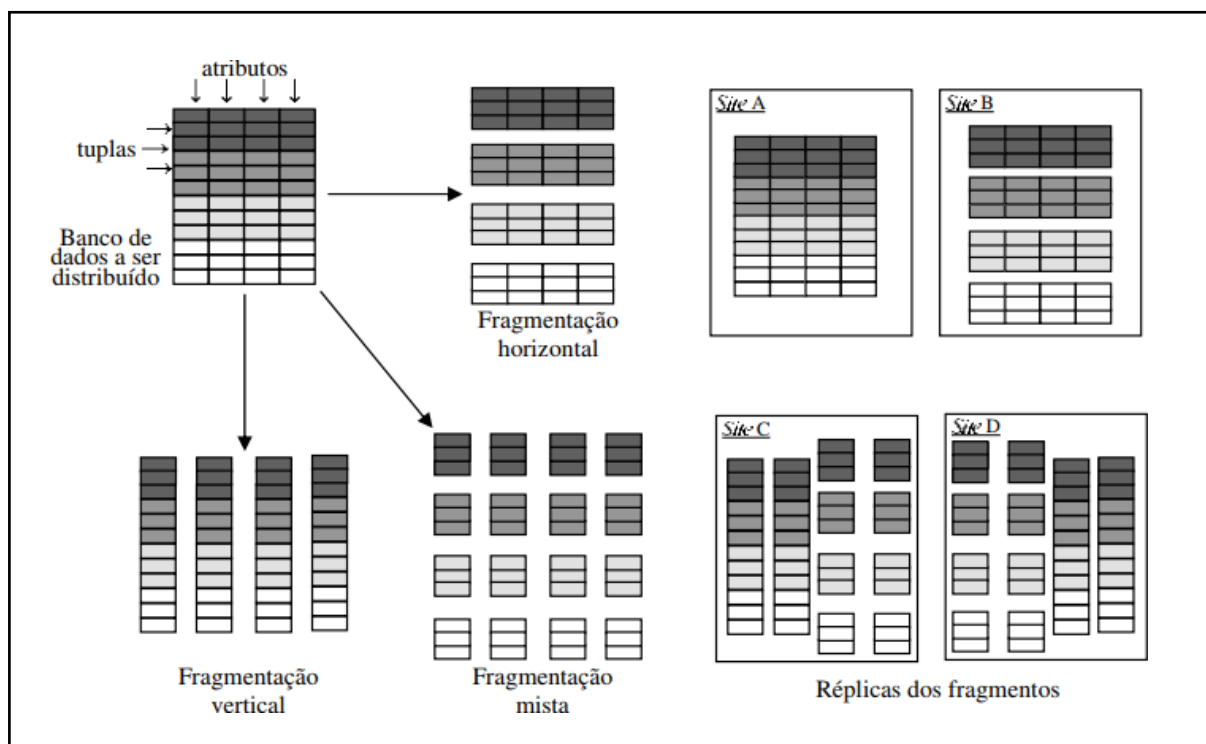 atributos
tuplas
Banco de
dados a ser
distribuído
Fragmentação
horizontal
Fragmentação
vertical
Fragmentação
mista
Site A
Site B
Site C
Site D
Réplicas dos fragmentos